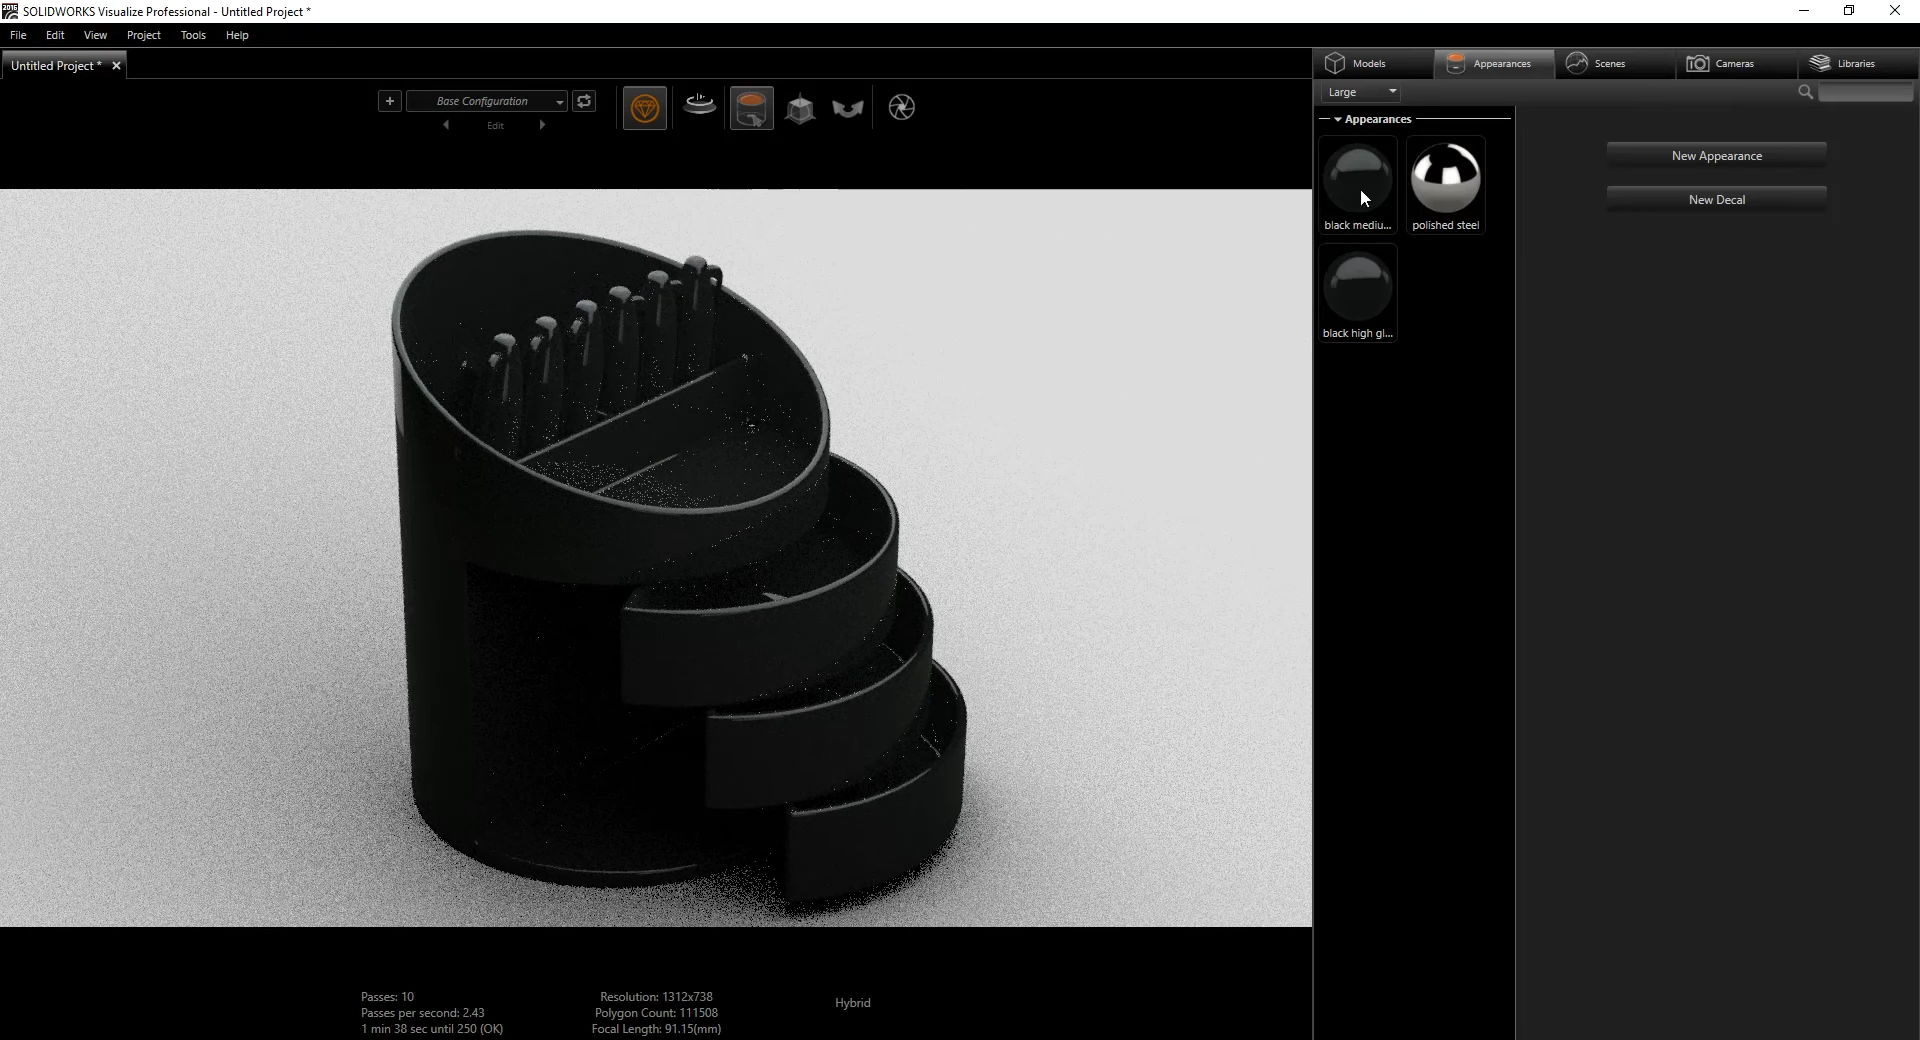 2016 SOLIDWORKS Visualize Professional - Untitled Project *
File Edit View Project Tools Help
Untitled Project *
Base Configuration
Edit
Models Appearances Scenes Cameras Libraries
Large
Appearances
black mediu... polished steel
black high gl...
New Appearance
New Decal
Passes: 10
Passes per second: 2.43
1 min 38 sec until 250 (OK)
Resolution: 1312x738
Polygon Count: 111508
Focal Length: 91.15(mm)
Hybrid